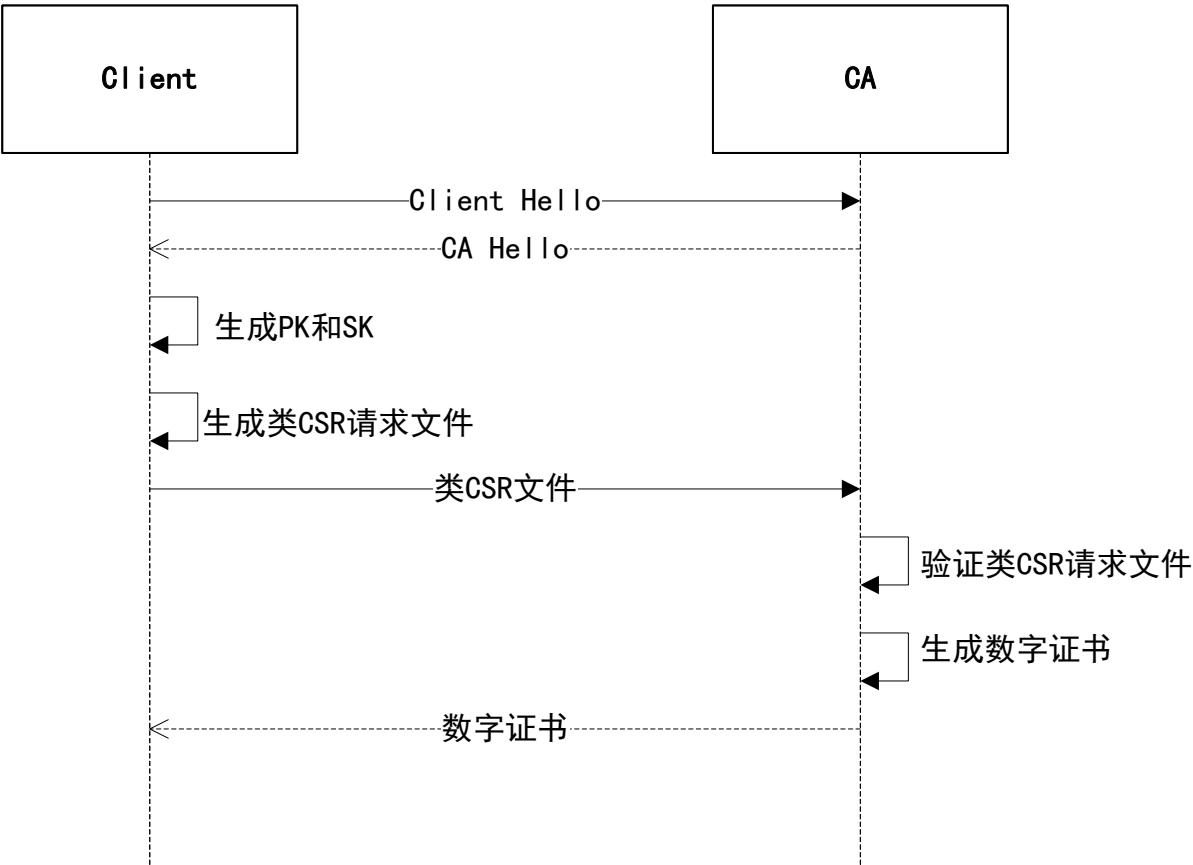 Client
CA
Client Hello
CA Hello
生成PK和SK
生成类CSR请求文件
类CSR文件
验证类CSR请求文件
生成数字证书
数字证书